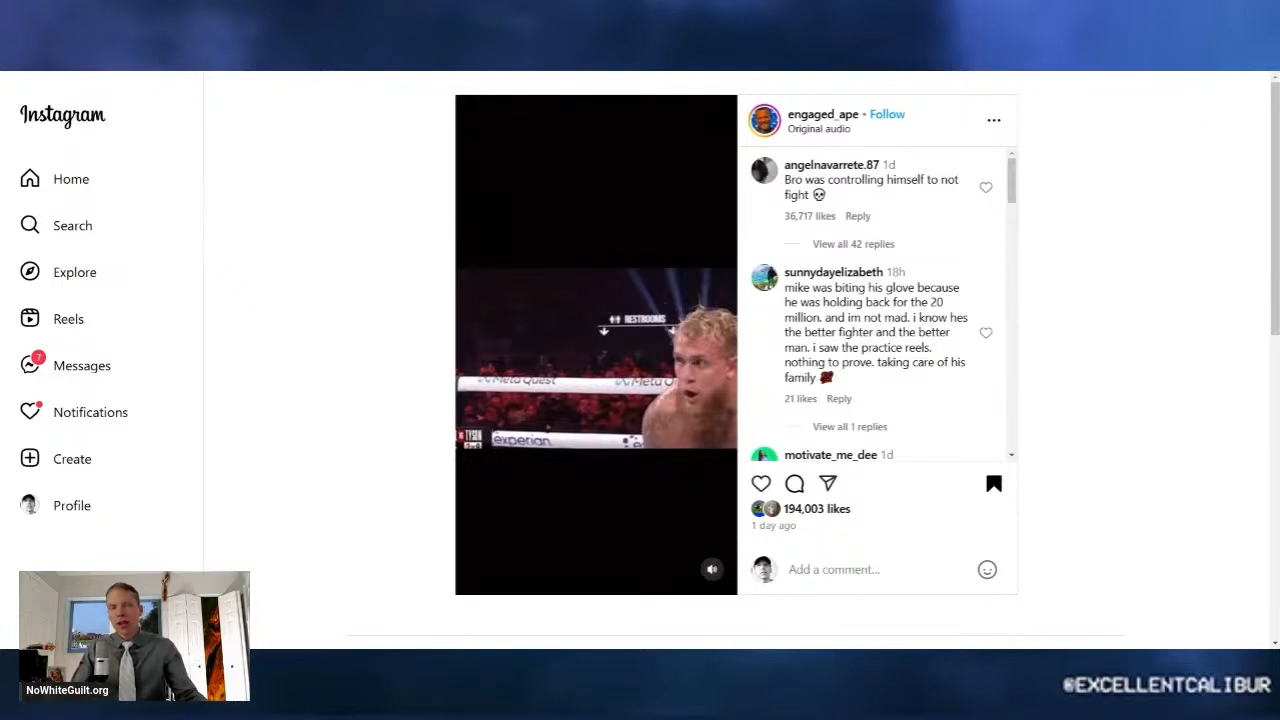 Instagram
Home
Search
Explore
Reels
7
Messages
Notifications
Create
Profile
RESTROOMS
Meta Quest
TYSON
experian.
engaged_ape • Follow
Original audio
angelnavarrete.87 1d
Bro was controlling himself to not
fight 💀
36,717 likes Reply
View all 42 replies
sunnydayelizabeth 18h
mike was biting his glove because
he was holding back for the 20
million. and im not mad. i know hes
the better fighter and the better
man. i saw the practice reels.
nothing to prove. taking care of his
family
21 likes Reply
View all 1 replies
motivate_me_dee 1d
194,003 likes
1 day ago
Add a comment...
NoWhiteGuilt.org
@EXCELLENTCALIBUR